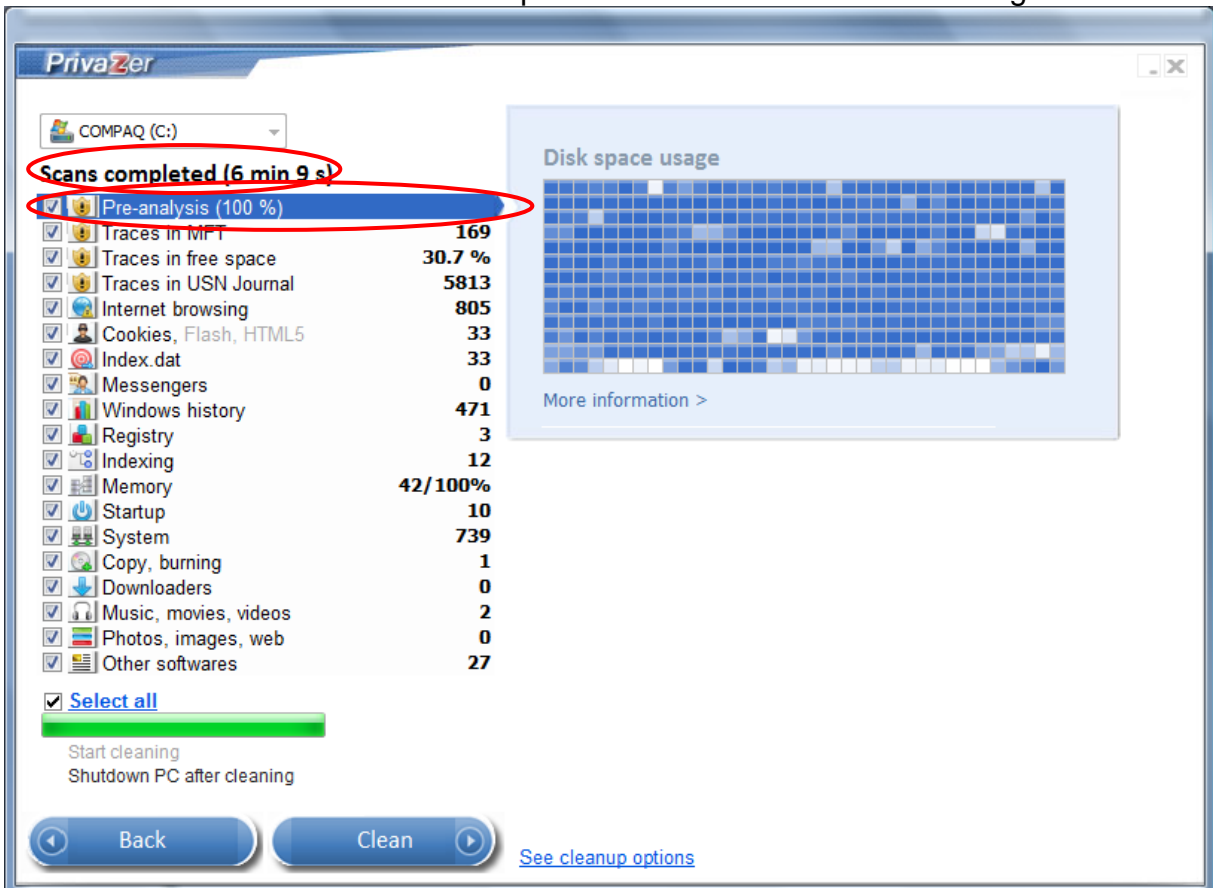 PrivaZer
COMPAQ (C:)
Scans completed (6 min 9 s)
Pre-analysis (100 %)
Traces in MFT 169
Traces in free space 30.7 %
Traces in USN Journal 5813
Internet browsing 805
Cookies, Flash, HTML5 33
Index.dat 33
Messengers 0
Windows history 471
Registry 3
Indexing 12
Memory 42/100%
Startup 10
System 739
Copy, burning 1
Downloaders 0
Music, movies, videos 2
Photos, images, web 0
Other softwares 27
Select all
Start cleaning
Shutdown PC after cleaning
Back
Clean
Disk space usage
More information >
See cleanup options